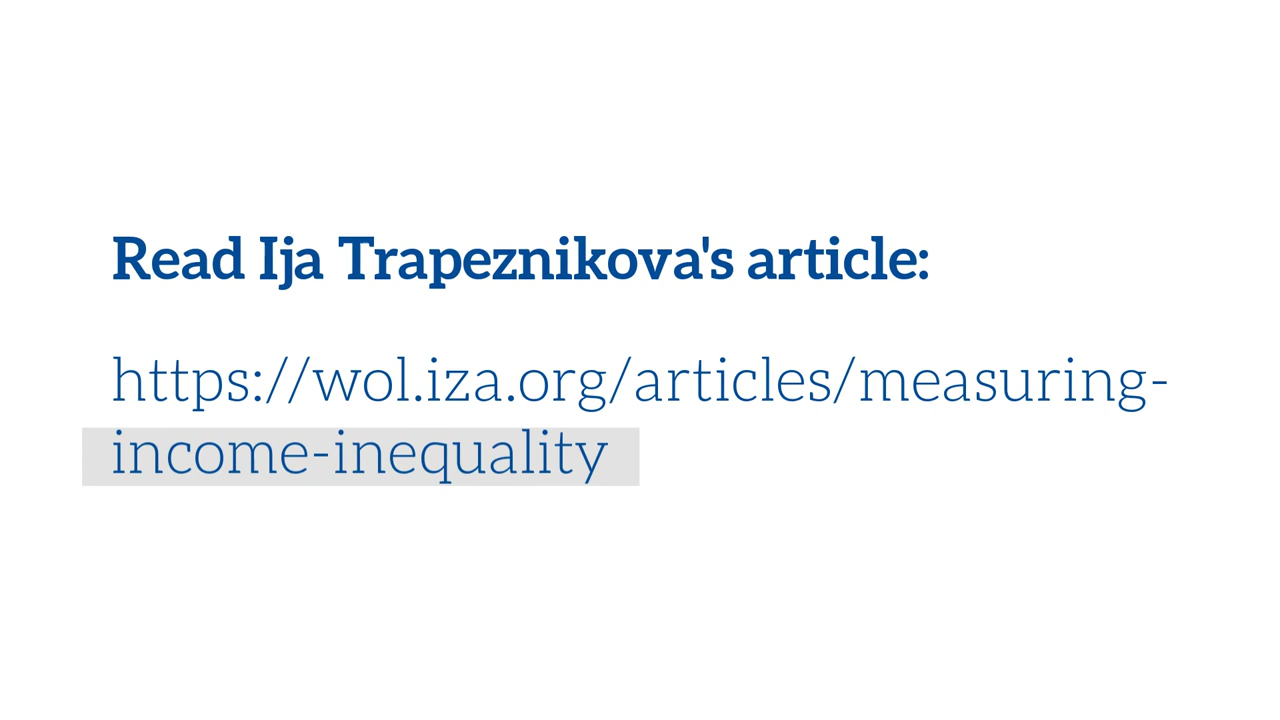 Read Ija Trapeznikova's article:
https://wol.iza.org/articles/measuring-
income-inequality